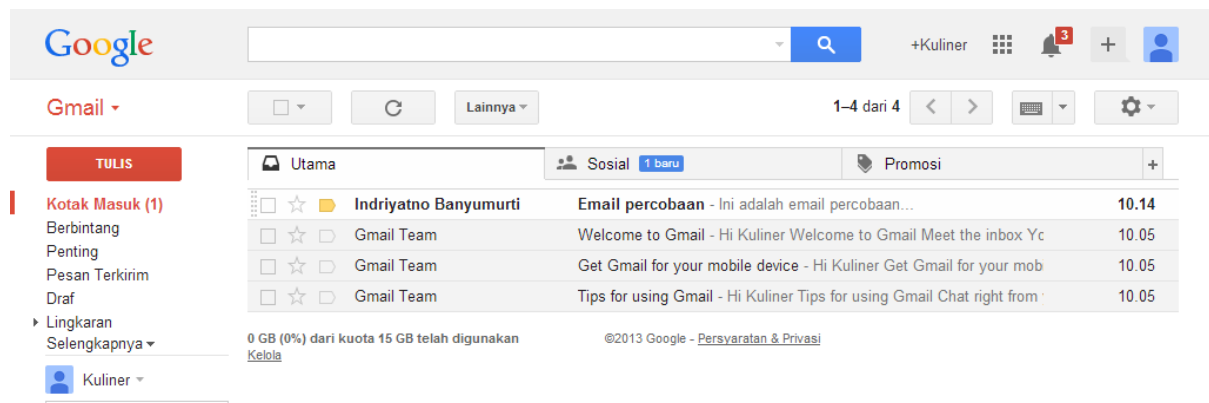 Google
+Kuliner
3
+
Gmail
Lainnya
1–4 dari 4
TULIS
Utama
Sosial 1 baru
Promosi
+
Kotak Masuk (1)
Berbintang
Penting
Pesan Terkirim
Draf
Lingkaran
Selengkapnya
Kuliner
Indriyatno Banyumurti Email percobaan - Ini adalah email percobaan... 10.14
Gmail Team Welcome to Gmail - Hi Kuliner Welcome to Gmail Meet the inbox 10.05
Gmail Team Get Gmail for your mobile device - Hi Kuliner Get Gmail for your mob 10.05
Gmail Team Tips for using Gmail - Hi Kuliner Tips for using Gmail Chat right from 10.05
0 GB (0%) dari kuota 15 GB telah digunakan
Kelola
©2013 Google - Persyaratan & Privasi